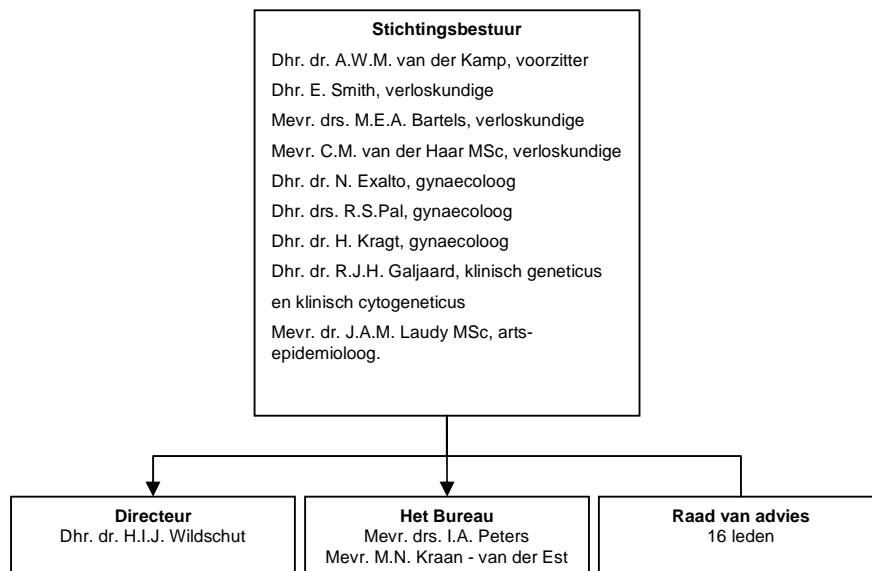 Stichtingsbestuur
Dhr. dr. A.W.M. van der Kamp, voorzitter
Dhr. E. Smith, verloskundige
Mevr. drs. M.E.A. Bartels, verloskundige
Mevr. C.M. van der Haar MSc, verloskundige
Dhr. dr. N. Exalto, gynaecoloog
Dhr. drs. R.S.Pal, gynaecoloog
Dhr. dr. H. Kragt, gynaecoloog
Dhr. dr. R.J.H. Galjaard, klinisch geneticus
en klinisch cytogeneticus
Mevr. dr. J.A.M. Laudy MSc, arts-
epidemioloog.
Directeur
Dhr. dr. H.I.J. Wildschut
Het Bureau
Mevr. drs. I.A. Peters
Mevr. M.N. Kraan - van der Est
Raad van advies
16 leden